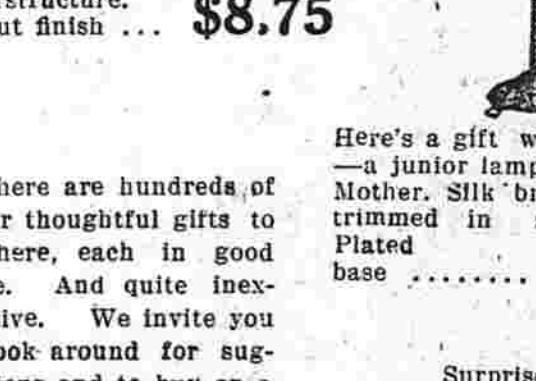 structure.
ut finish ... $8.75
here are hundreds of
r thoughtful gifts to
here, each in good
e. And quite inex-
ive. We invite you
ook around for sug-
Here's a gift w
—a junior lamp
Mother. Silk br
trimmed in
Plated
base ........
Surprise